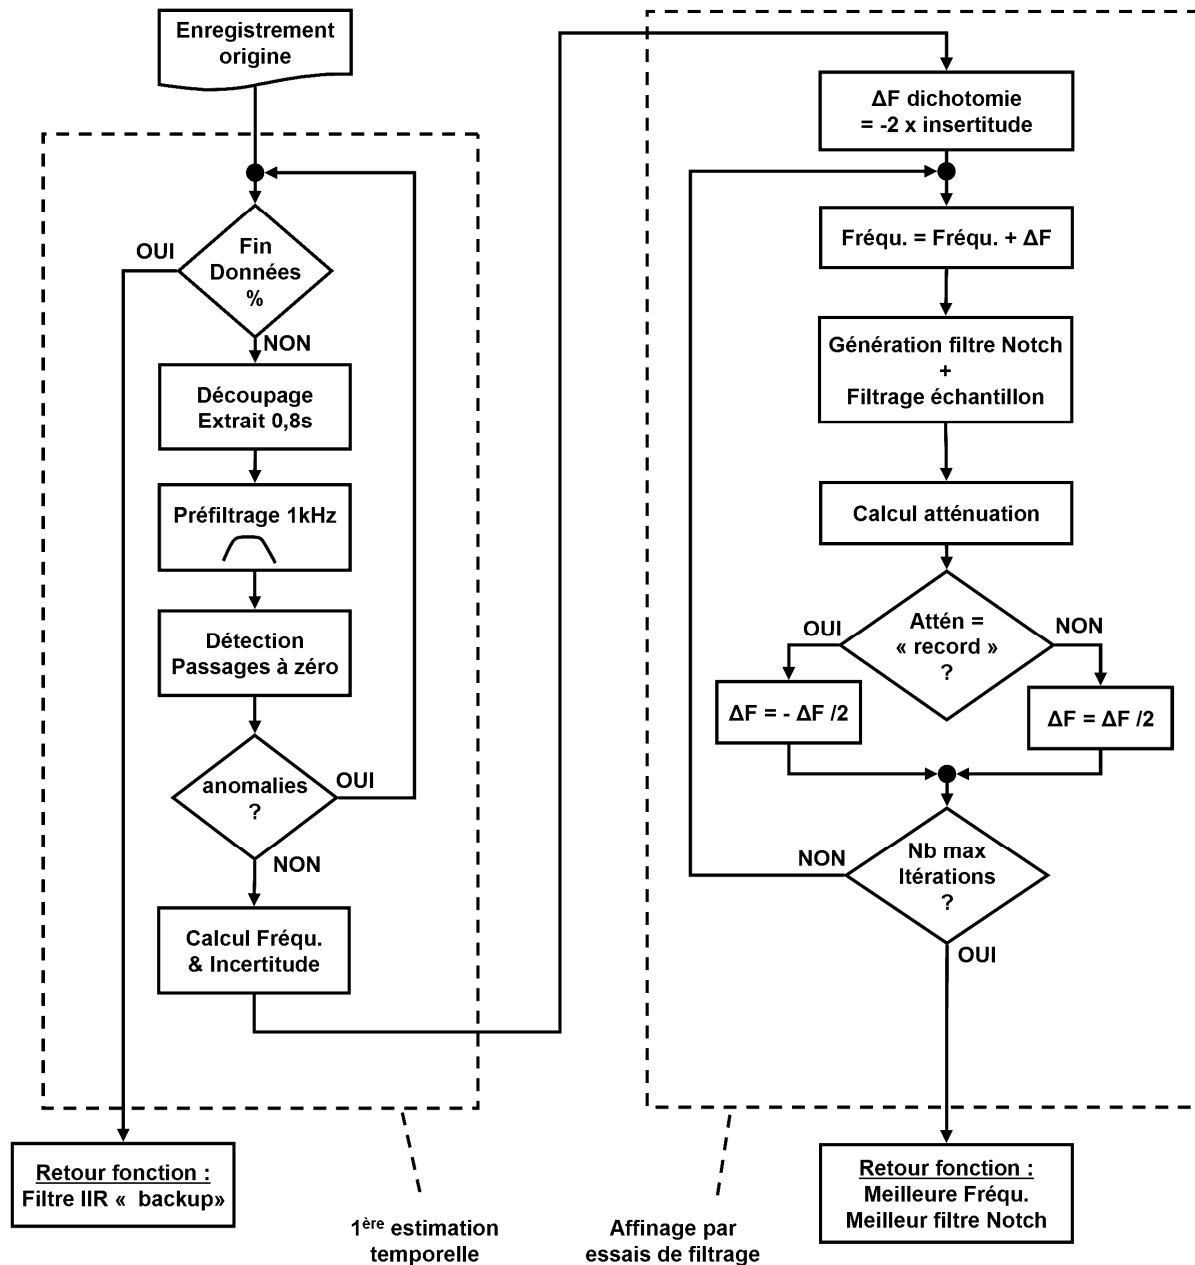 Enregistrement
origine
OUI
Fin
Données
%
NON
Découpage
Extrait 0,8s
Préfiltrage 1kHz
Détection
Passages à zéro
anomalies
?
OUI
NON
Calcul Fréqu.
& Incertitude
Retour fonction :
Filtre IIR « backup»
1ère estimation
temporelle
ΔF dichotomie
= -2 x insertitude
Fréqu. = Fréqu. + ΔF
Génération filtre Notch
+
Filtrage échantillon
Calcul atténuation
OUI
Attén =
« record »
?
NON
ΔF = - ΔF /2
ΔF = ΔF /2
NON
Nb max
Itérations
?
OUI
Affinage par
essais de filtrage
Retour fonction :
Meilleure Fréqu.
Meilleur filtre Notch